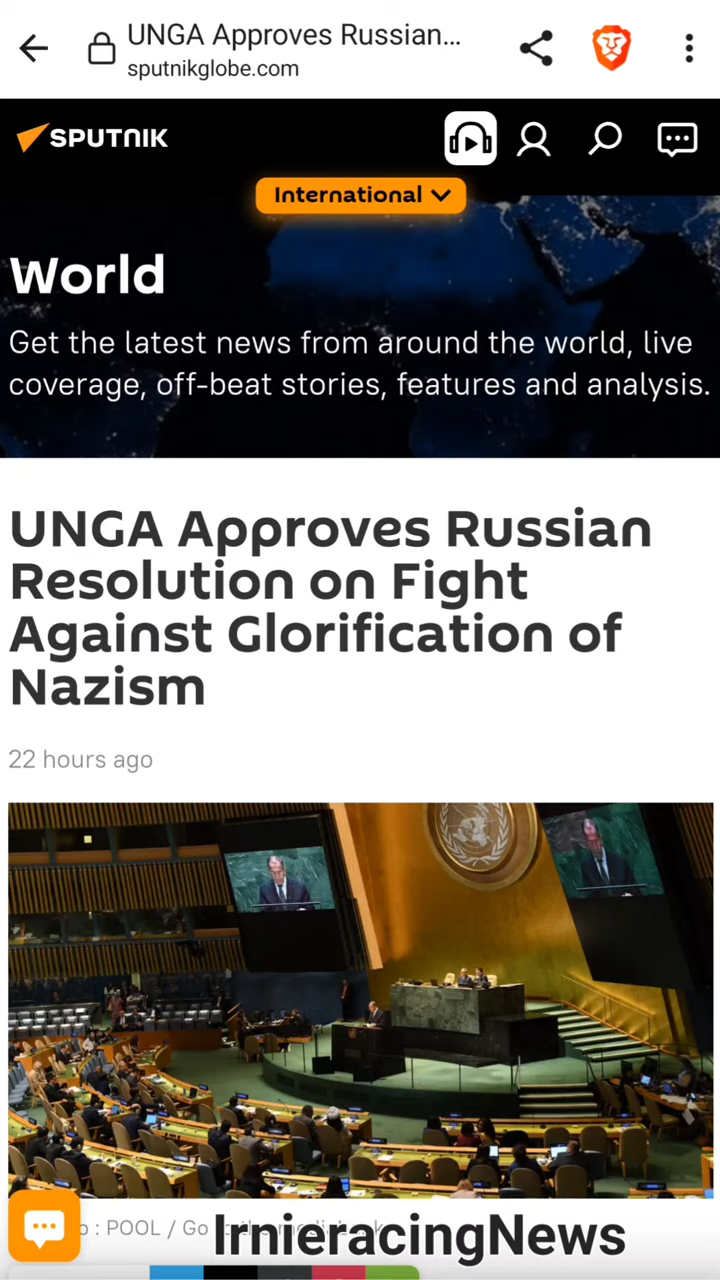 UNGA Approves Russian...
sputnikglobe.com
SPUTNIK
International
World
Get the latest news from around the world, live
coverage, off-beat stories, features and analysis.
UNGA Approves Russian
Resolution on Fight
Against Glorification of
Nazism
22 hours ago
: POOL / Go
IrnieracingNews